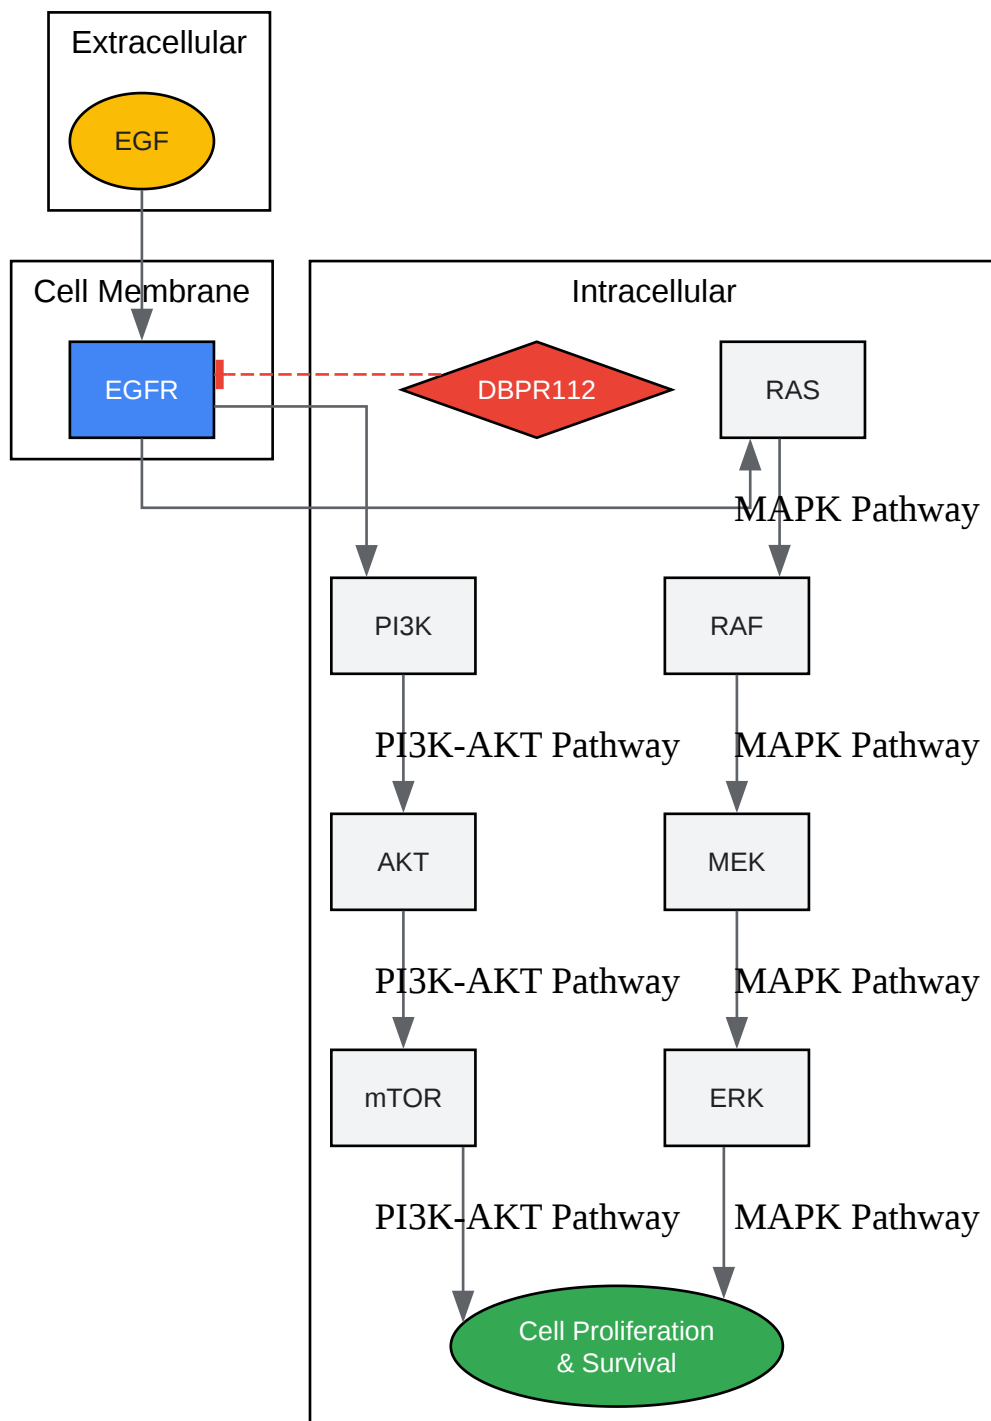 Extracellular
EGF
Cell Membrane
Intracellular
EGFR
DBPR112
RAS
MAPK Pathway
PI3K
RAF
PI3K-AKT Pathway
MAPK Pathway
AKT
MEK
PI3K-AKT Pathway
MAPK Pathway
mTOR
ERK
PI3K-AKT Pathway
MAPK Pathway
Cell Proliferation
& Survival